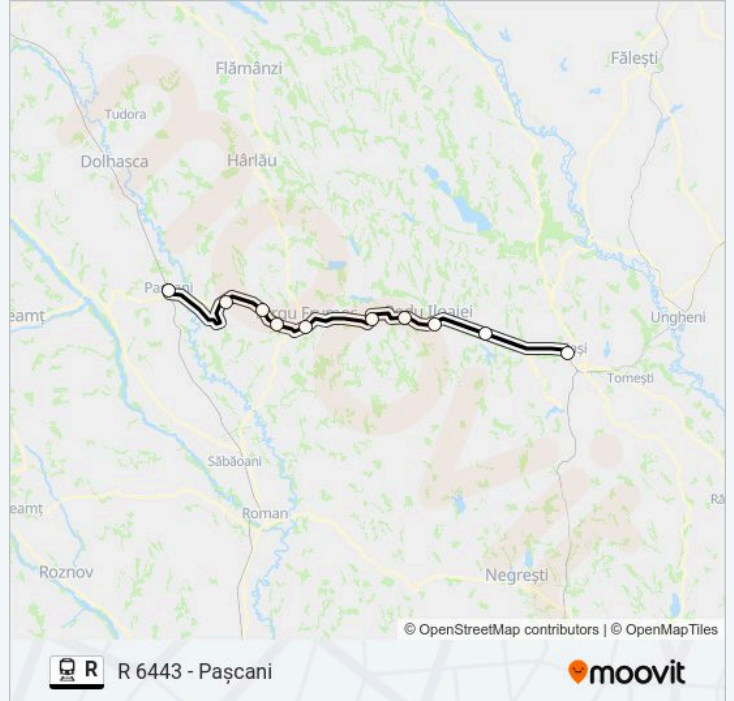 Fălești
Flămânzi
Tudora
Dolhasca
Hârlău
eamț
Ungheni
Tomești
Săbăoani
Roman
eamț
Roznov
Negrești
moovit
© OpenStreetMap contributors | © OpenMapTiles
R R 6443 - Pașcani
moovit